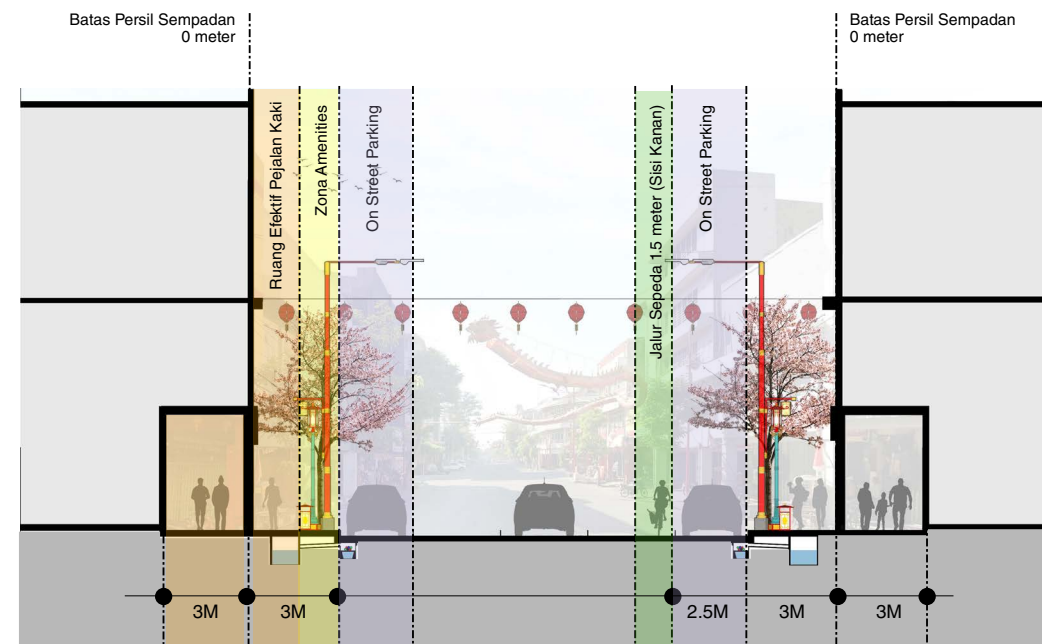 Batas Persil Sempadan
0 meter
Batas Persil Sempadan
0 meter
Ruang Efektif Pejalan Kaki
Zona Amenities
On Street Parking
Jalur Sepeda 1.5 meter (Sisi Kanan)
On Street Parking
3M
3M
2.5M
3M
3M